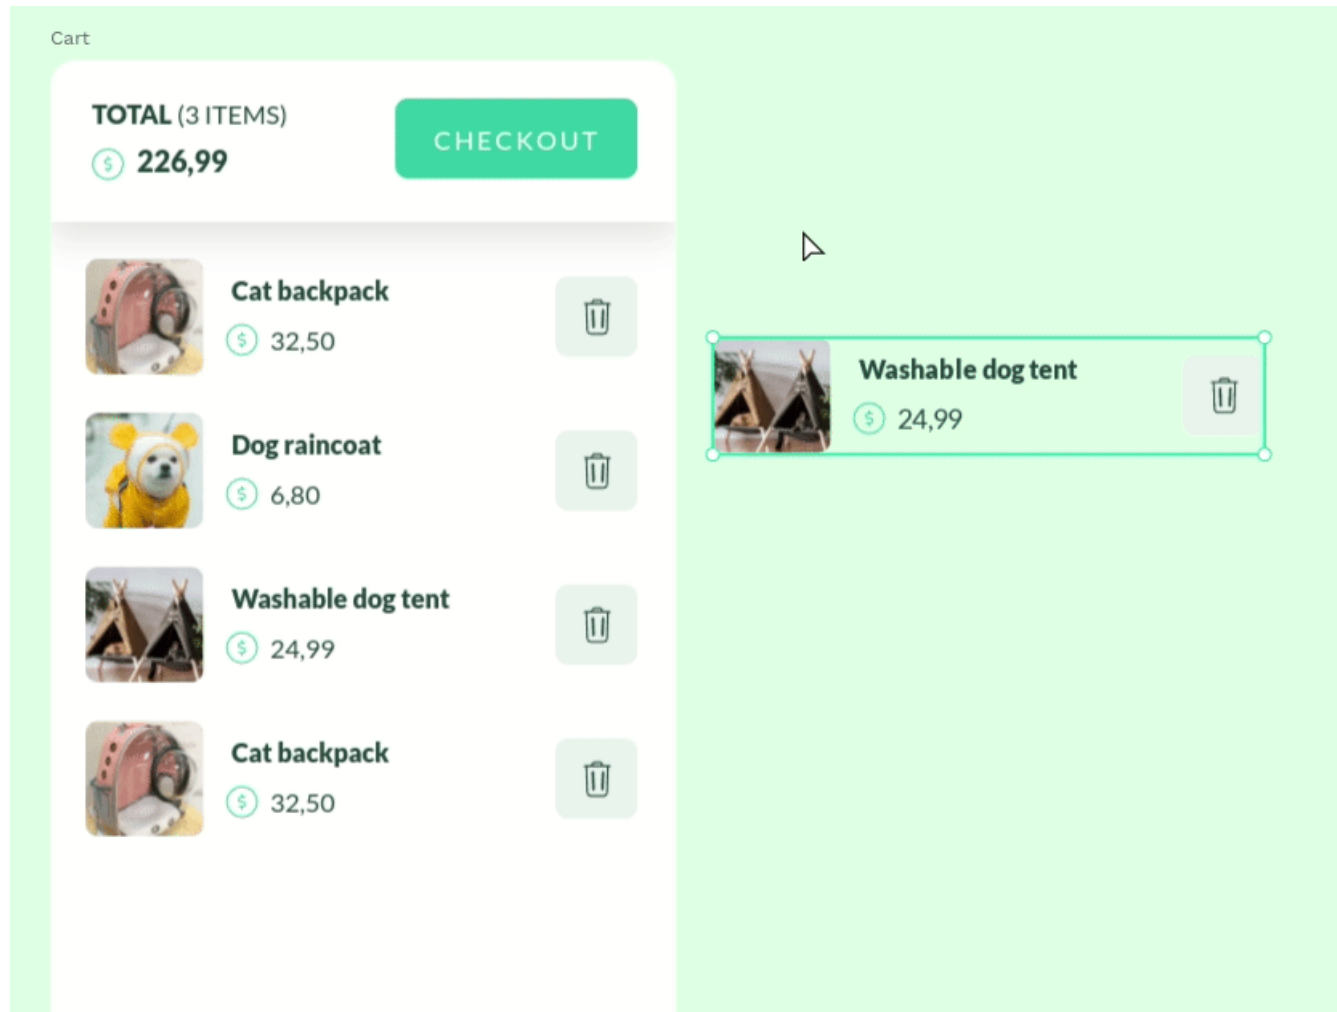 Cart
TOTAL (3 ITEMS)
$ 226,99
CHECKOUT
Cat backpack
$ 32,50
Dog raincoat
$ 6,80
Washable dog tent
$ 24,99
Cat backpack
$ 32,50
Washable dog tent
$ 24,99